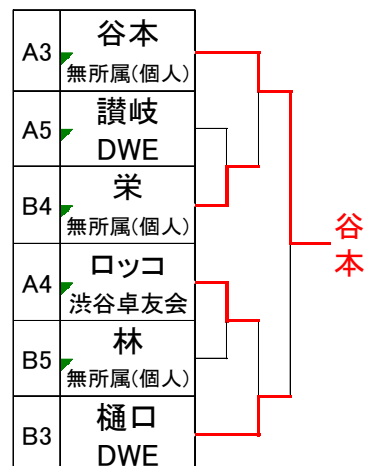 A3
谷本
無所属(個人)
A5
讃岐
DWE
B4
栄
無所属(個人)
A4
ロッコ
渋谷卓友会
B5
林
無所属(個人)
B3
樋口
DWE
谷
本